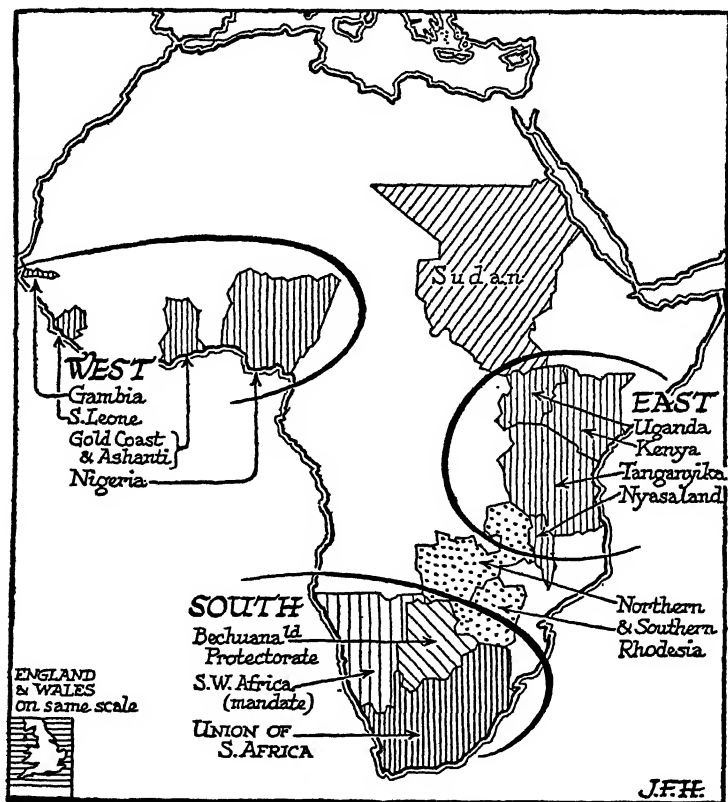 Sudan
WEST
Gambia
S. Leone
Gold Coast
& Ashanti
Nigeria
EAST
Uganda
Kenya
Tanganyika
Nyasaland
Northern
& Southern
Rhodesia
SOUTH
Bechuanald
Protectorate
S.W. Africa
(mandate)
UNION OF
S. AFRICA
ENGLAND
& WALES
on same scale
J.F.H.